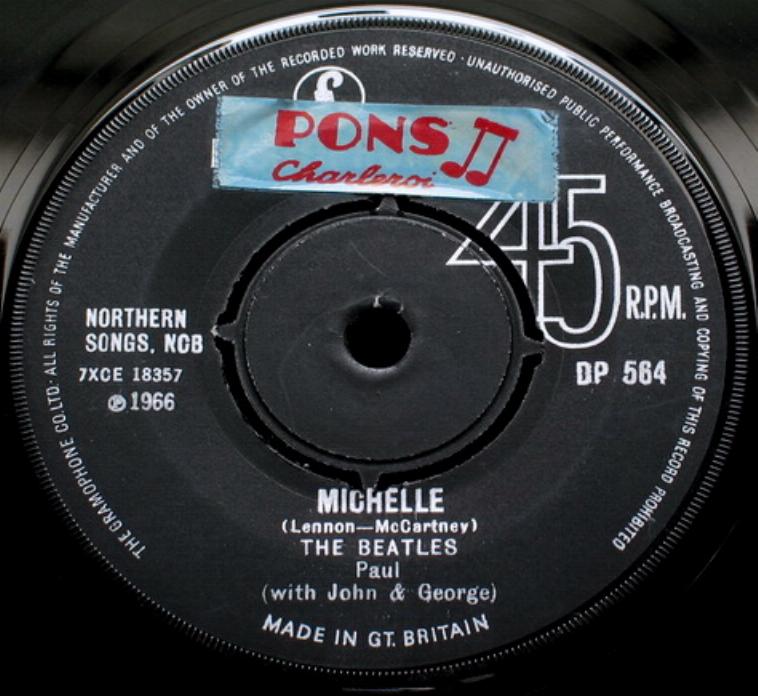 THE GRAMOPHONE CO.LTD· ALL RIGHTS OF THE MANUFACTURER AND OF THE OWNER OF THE RECORDED WORK RESERVED · UNAUTHORISED PUBLIC PERFORMANCE BROADCASTING AND COPYING OF THIS RECORD PROHIBITED
£
PONS
Charleroi
45
R.P.M.
NORTHERN
SONGS, NCB
7XCE 18357
℗ 1966
DP 564
MICHELLE
(Lennon—McCartney)
THE BEATLES
Paul
(with John & George)
MADE IN GT. BRITAIN